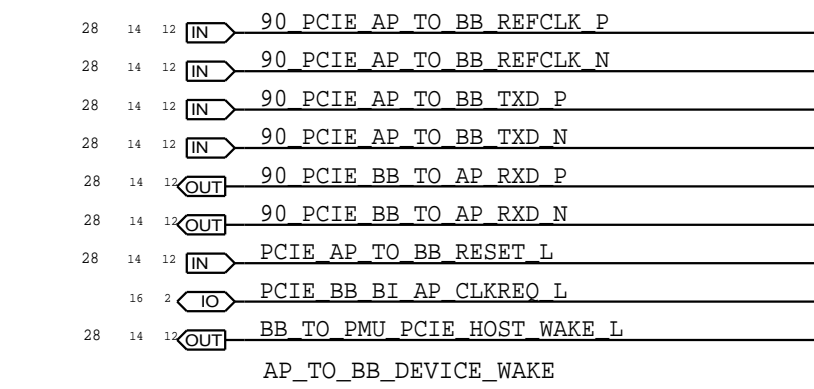 28 14 12 IN 90_PCIE_AP_TO_BB_REFCLK_P
28 14 12 IN 90_PCIE_AP_TO_BB_REFCLK_N
28 14 12 IN 90_PCIE_AP_TO_BB_TXD_P
28 14 12 IN 90_PCIE_AP_TO_BB_TXD_N
28 14 12 OUT 90_PCIE_BB_TO_AP_RXD_P
28 14 12 OUT 90_PCIE_BB_TO_AP_RXD_N
28 14 12 IN PCIE_AP_TO_BB_RESET_L
16 2 IO PCIE_BB_BI_AP_CLKREQ_L
28 14 12 OUT BB_TO_PMU_PCIE_HOST_WAKE_L
AP_TO_BB_DEVICE_WAKE